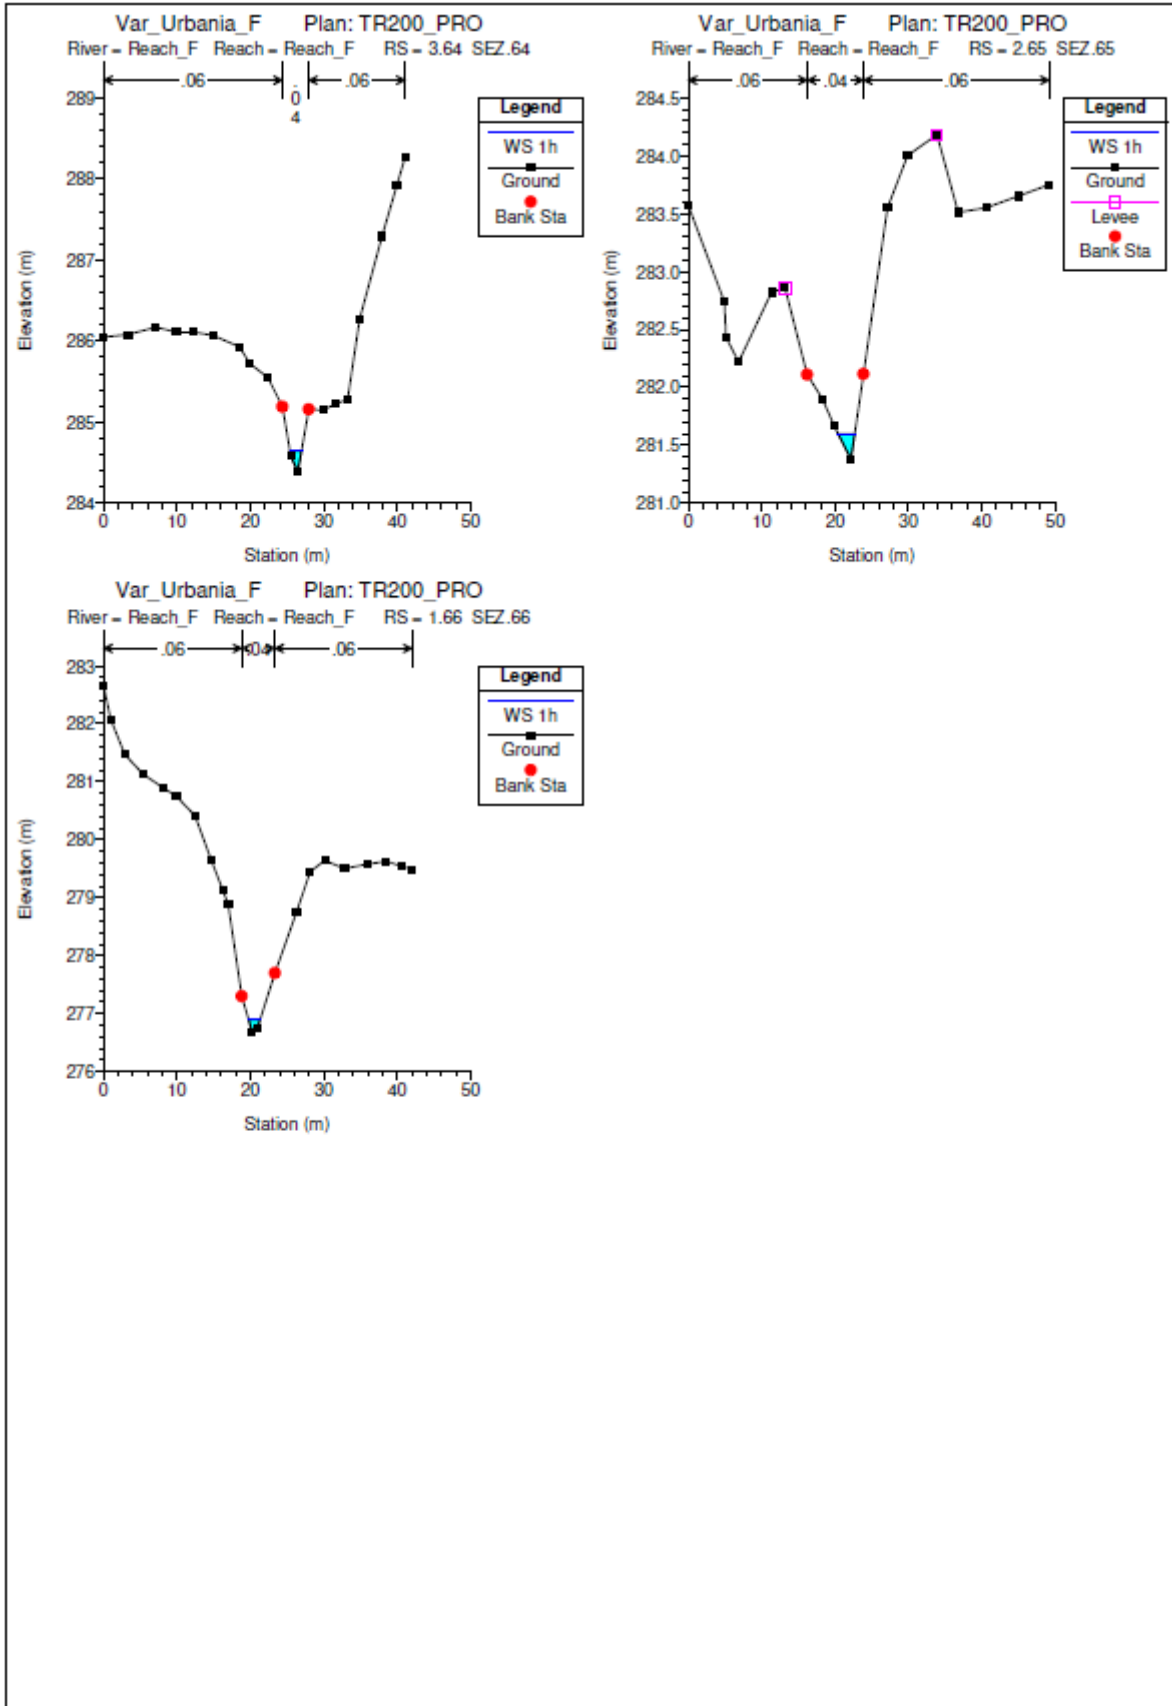 Var_Urbania_F Plan: TR200_PRO
River = Reach_F Reach = Reach_F RS = 3.64 SEZ.64
.06 .04 .06
Legend
WS 1h
Ground
Bank Sta
289
288
287
286
285
284
0 10 20 30 40 50
Elevation (m)
Station (m)
Var_Urbania_F Plan: TR200_PRO
River = Reach_F Reach = Reach_F RS = 2.65 SEZ.65
.06 .04 .06
Legend
WS 1h
Ground
Levee
Bank Sta
284.5
284.0
283.5
283.0
282.5
282.0
281.5
281.0
0 10 20 30 40 50
Elevation (m)
Station (m)
Var_Urbania_F Plan: TR200_PRO
River = Reach_F Reach = Reach_F RS = 1.66 SEZ.66
.06 .04 .06
Legend
WS 1h
Ground
Bank Sta
283
282
281
280
279
278
277
276
0 10 20 30 40 50
Elevation (m)
Station (m)